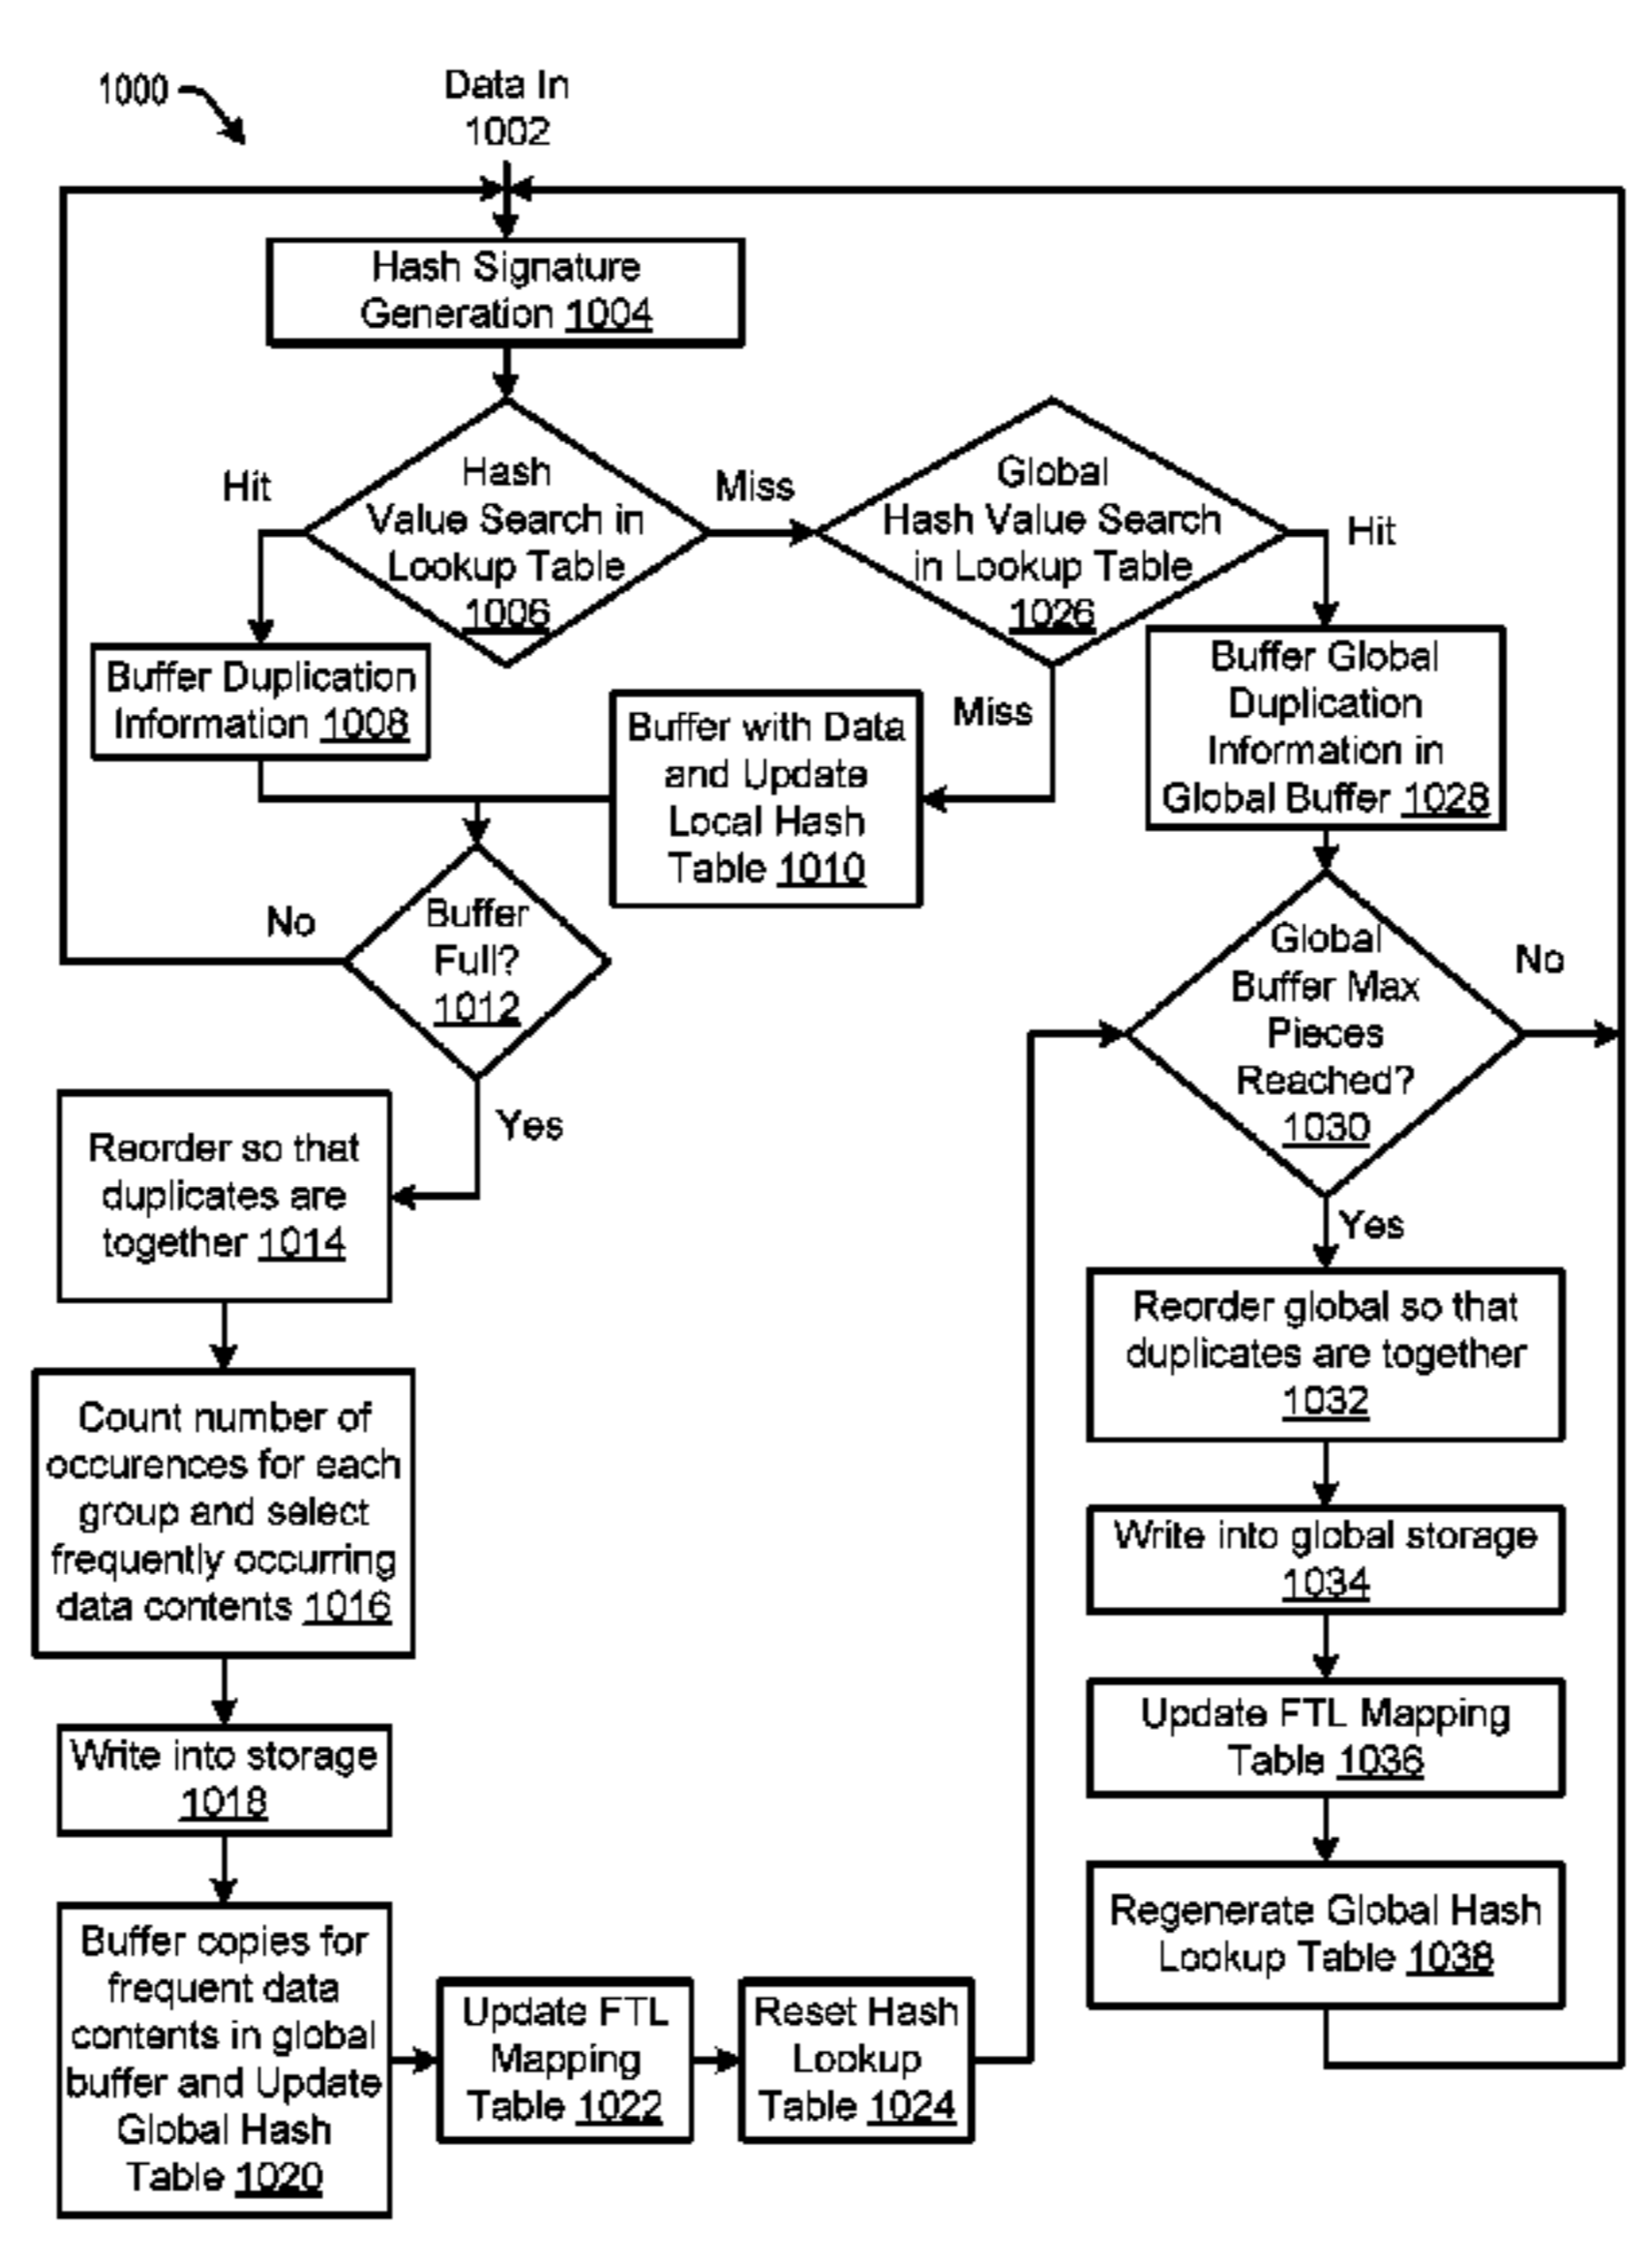 1000
Data In
1002
Hash Signature
Generation 1004
Hit
Hash
Value Search in
Lookup Table
1006
Miss
Global
Hash Value Search
in Lookup Table
1026
Hit
Buffer Duplication
Information 1008
Buffer with Data
and Update
Local Hash
Table 1010
Miss
Buffer Global
Duplication
Information in
Global Buffer 1028
No
Buffer
Full?
1012
Yes
Global
Buffer Max
Pieces
Reached?
1030
No
Yes
Reorder so that
duplicates are
together 1014
Count number of
occurences for each
group and select
frequently occurring
data contents 1016
Write into storage
1018
Buffer copies for
frequent data
contents in global
buffer and Update
Global Hash
Table 1020
Update FTL
Mapping
Table 1022
Reset Hash
Lookup
Table 1024
Reorder global so that
duplicates are together
1032
Write into global storage
1034
Update FTL Mapping
Table 1036
Regenerate Global Hash
Lookup Table 1038